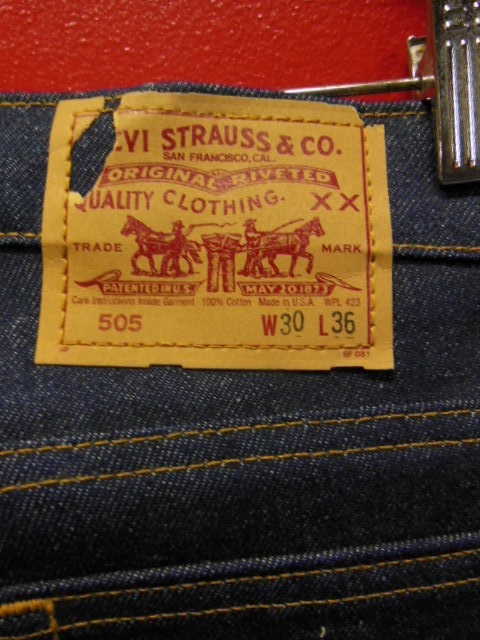 EVI STRAUSS & CO.
SAN FRANCISCO, CAL.
ORIGINAL RIVETED
QUALITY CLOTHING. XX
TRADE MARK
PATENTED IN U.S. MAY 20 1873
Care Instructions Inside Garment 100% Cotton Made in U.S.A. WPL 423
505 W30 L36